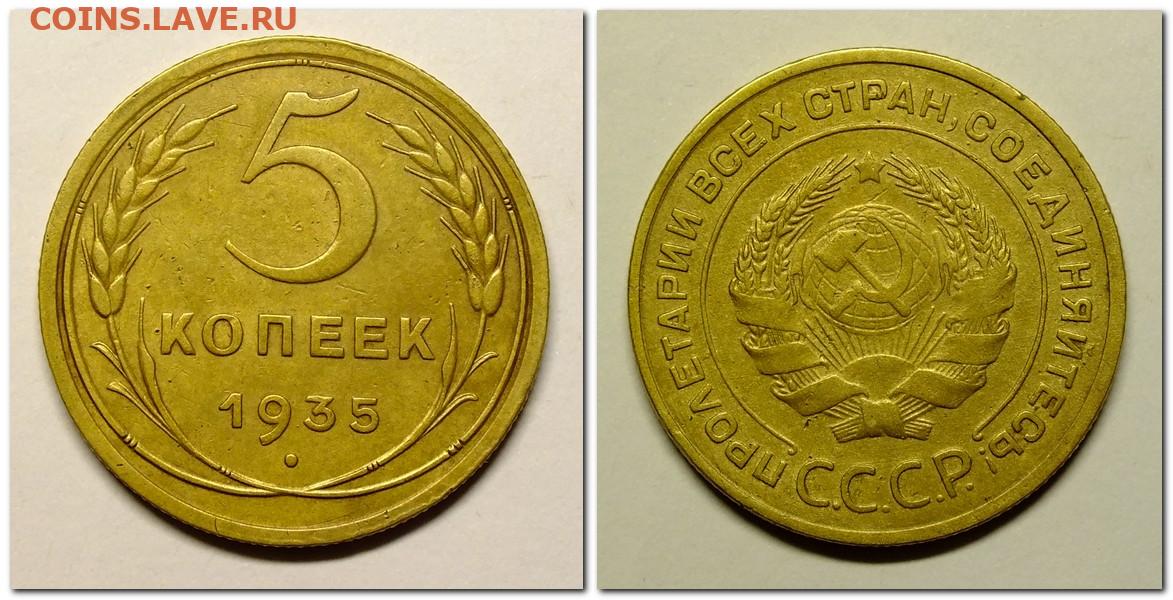 COINS.LAVE.RU
5
КОПЕЕК
1935
ПРОЛЕТАРИИ ВСЕХ СТРАН, СОЕДИНЯЙТЕСЬ!
С.С.С.Р.